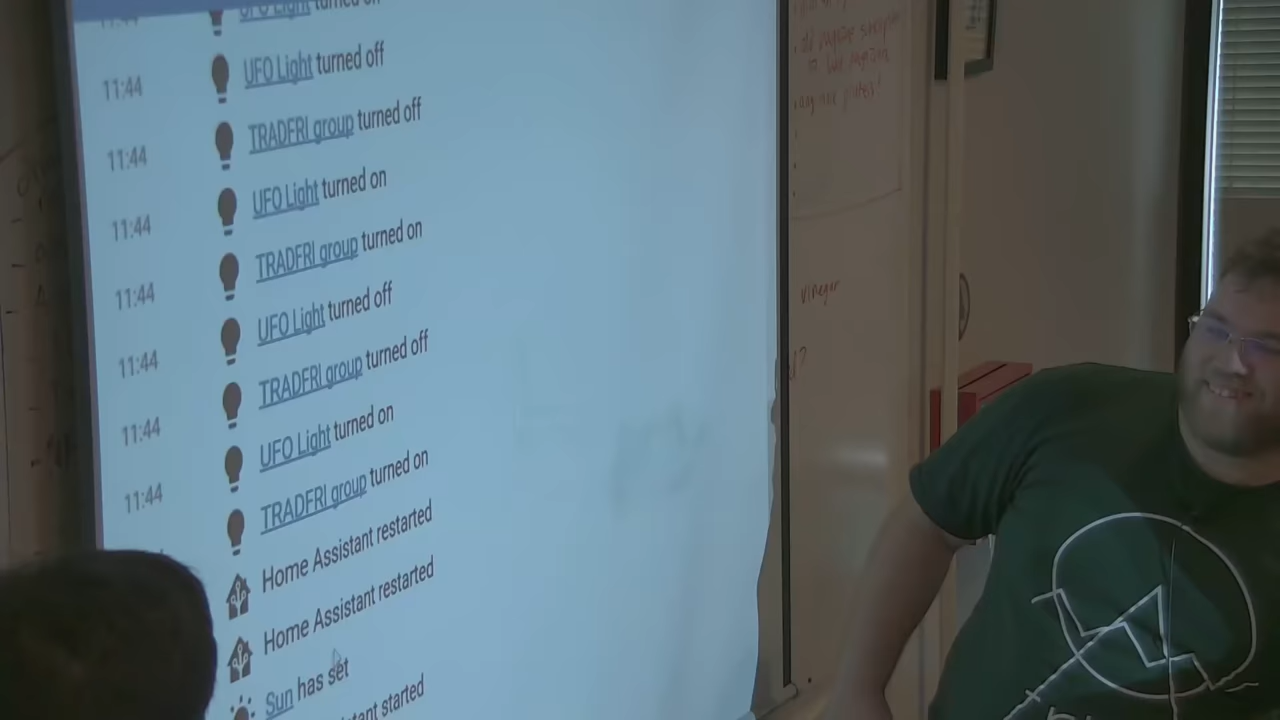 11:44
UFO Light turned off
11:44
UFO Light turned off
11:44
TRADFRI group turned off
11:44
UFO Light turned on
11:44
TRADFRI group turned on
11:44
UFO Light turned off
11:44
TRADFRI group turned off
11:44
UFO Light turned on
TRADFRI group turned on
Home Assistant restarted
Home Assistant restarted
Sun has set
started
any more
vinegar